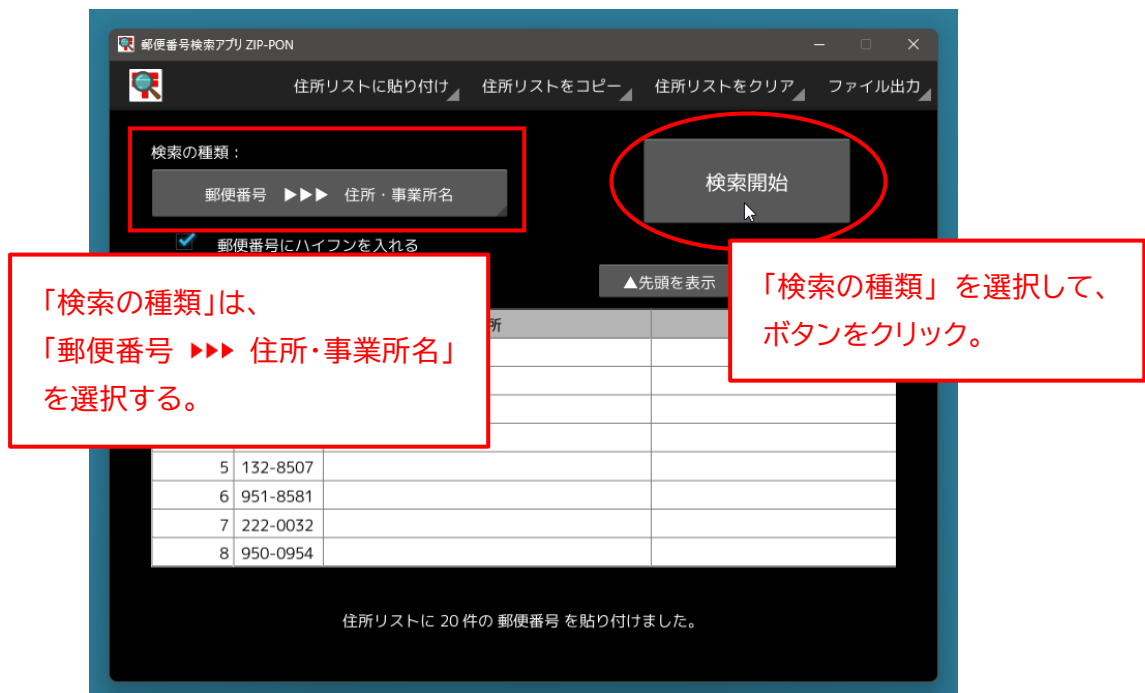 郵便番号検索アプリ ZIP-PON
住所リストに貼り付け 住所リストをコピー 住所リストをクリア ファイル出力
検索の種類：
郵便番号 ▶▶▶ 住所・事業所名
検索開始
郵便番号にハイフンを入れる
▲先頭を表示
「検索の種類」は、
「郵便番号 ▶▶▶ 住所・事業所名」
を選択する。
「検索の種類」を選択して、
ボタンをクリック。
所
5 132-8507
6 951-8581
7 222-0032
8 950-0954
住所リストに 20 件の 郵便番号 を貼り付けました。